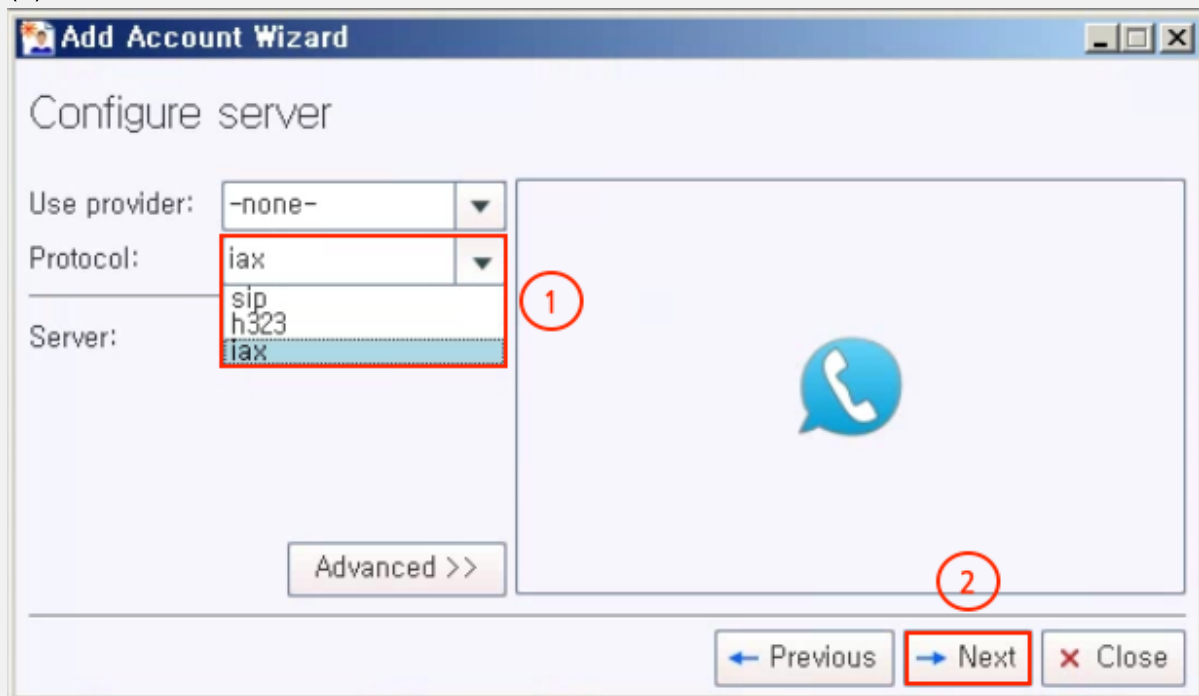 Add Account Wizard
Configure server
Use provider: -none-
Protocol: iax
sip
h323
Server:
iax
1
Advanced >>
2
Previous Next Close